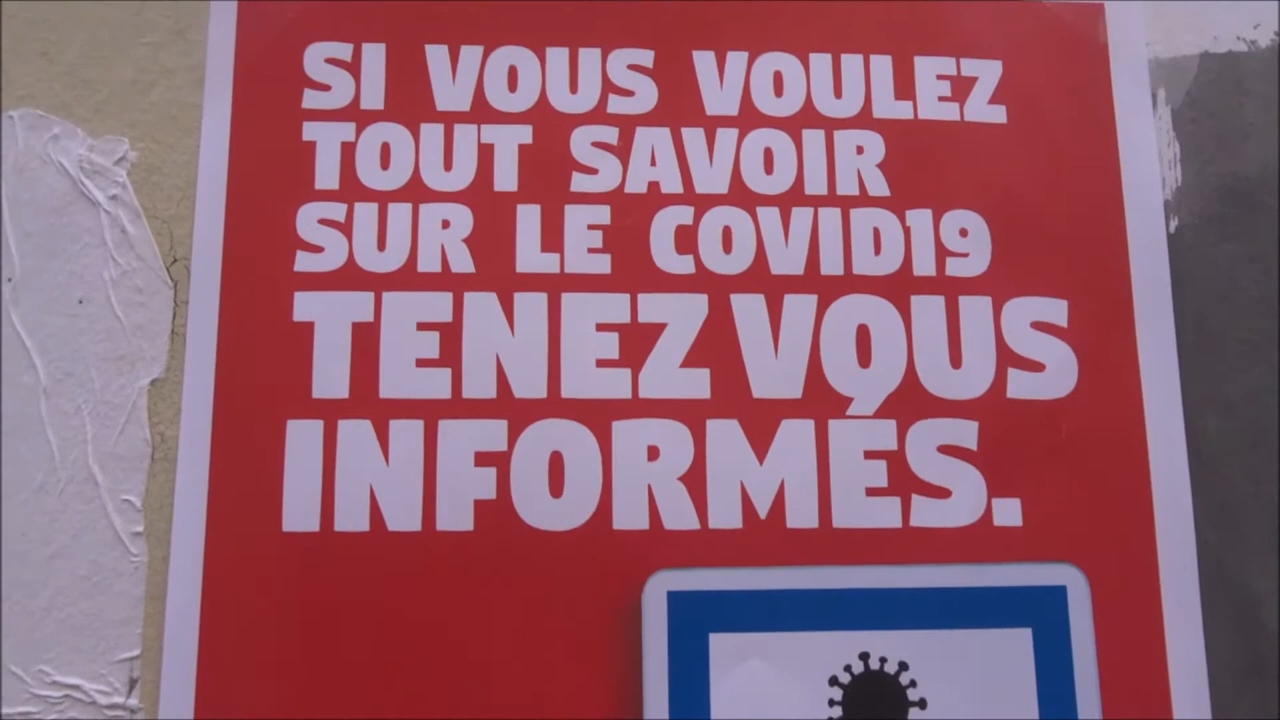 SI VOUS VOULEZ
TOUT SAVOIR
SUR LE COVID19
TENEZ VOUS
INFORMÉS.